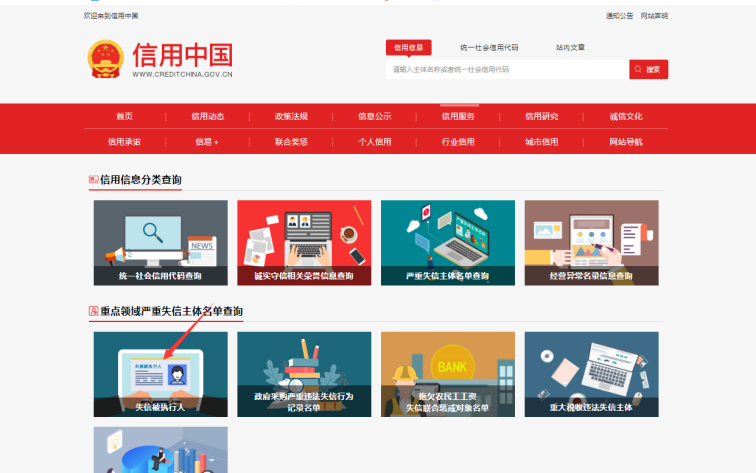 欢迎来到信用中国
通知公告 网站声明
信用中国
WWW.CREDITCHINA.GOV.CN
信用信息 统一社会信用代码 站内文章
请输入主体名称或者统一社会信用代码 搜索
首页 信用动态 政策法规 信息公示 信用服务 信用研究 诚信文化
信用承诺 信易+ 联合奖惩 个人信用 行业信用 城市信用 网站导航
信用信息分类查询
NEWS
统一社会信用代码查询
诚实守信相关荣誉信息查询
严重失信主体名单查询
经营异常名录信息查询
重点领域严重失信主体名单查询
失信被执行人
失信被执行人
政府采购严重违法失信行为
记录名单
BANK
拖欠农民工工资
失信联合惩戒对象名单
重大税收违法失信主体